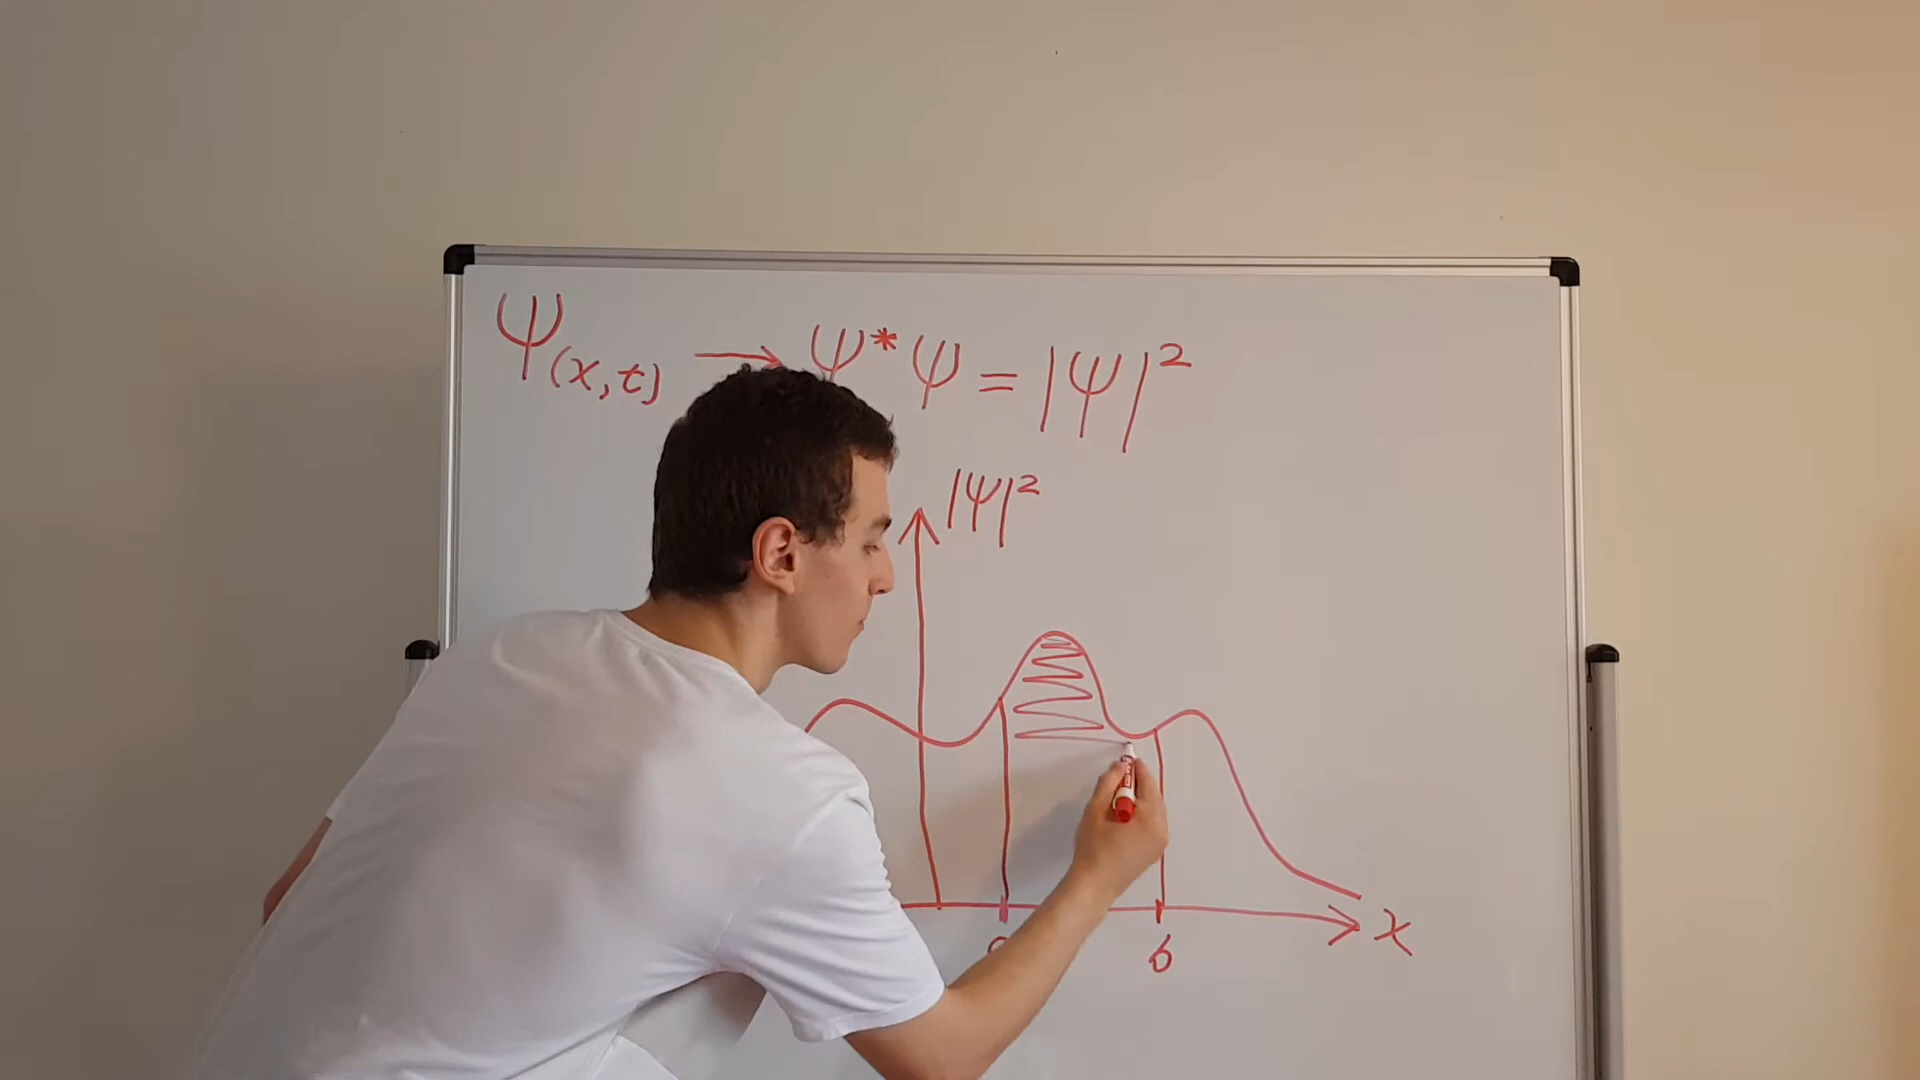 Ψ(x,t) → Ψ*Ψ = |Ψ|²
|Ψ|²
x
b